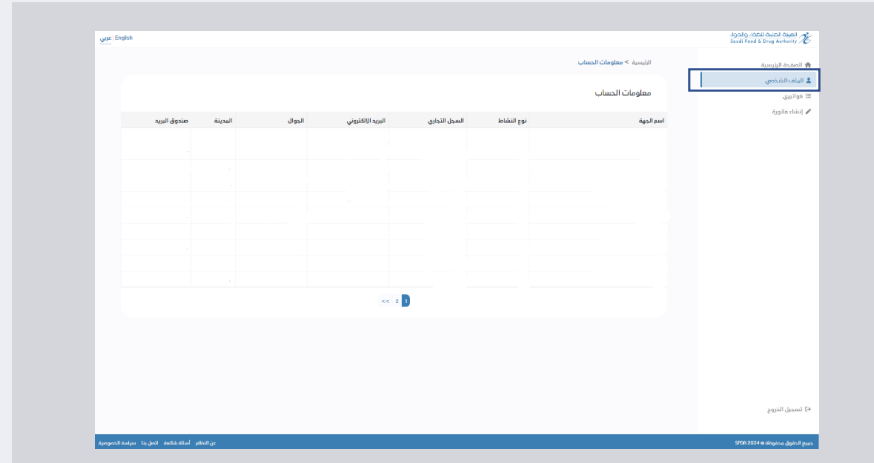 English عربي
الهيئة العامة للغذاء والدواء
Saudi Food & Drug Authority
الصفحة الرئيسية
الملف الشخصي
فواتيري
إنشاء فاتورة
الرئيسية > معلومات الحساب
معلومات الحساب
اسم الجهة نوع النشاط السجل التجاري البريد الإلكتروني الجوال المدينة صندوق البريد
1 2 >>
تسجيل الخروج
جميع الحقوق محفوظة © SFDA 2024
عن النظام أسئلة شائعة اتصل بنا سياسة الخصوصية